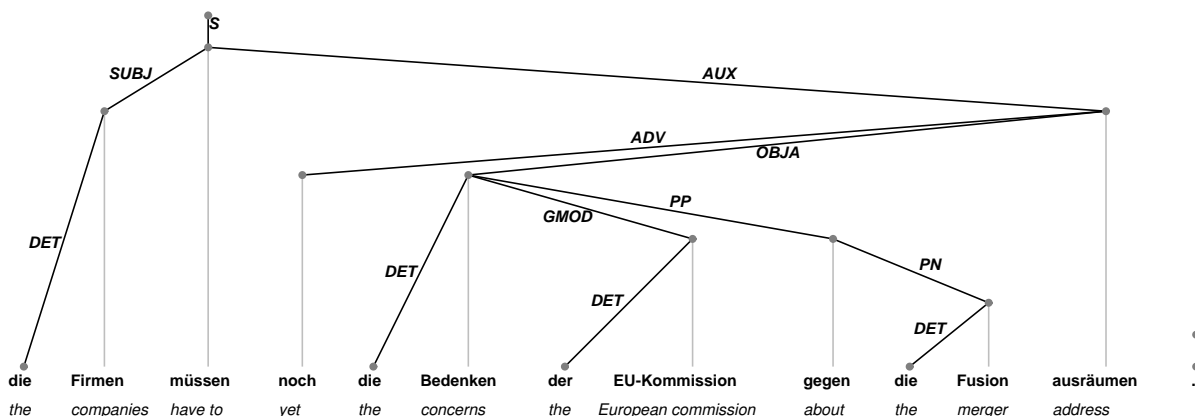 S
SUBJ AUX
ADV
OBJA
PP
GMOD
DET PN
DET
DET
DET
die Firmen müssen noch die Bedenken der EU-Kommission gegen die Fusion ausräumen .
the companies have to yet the concerns the European commission about the merger address